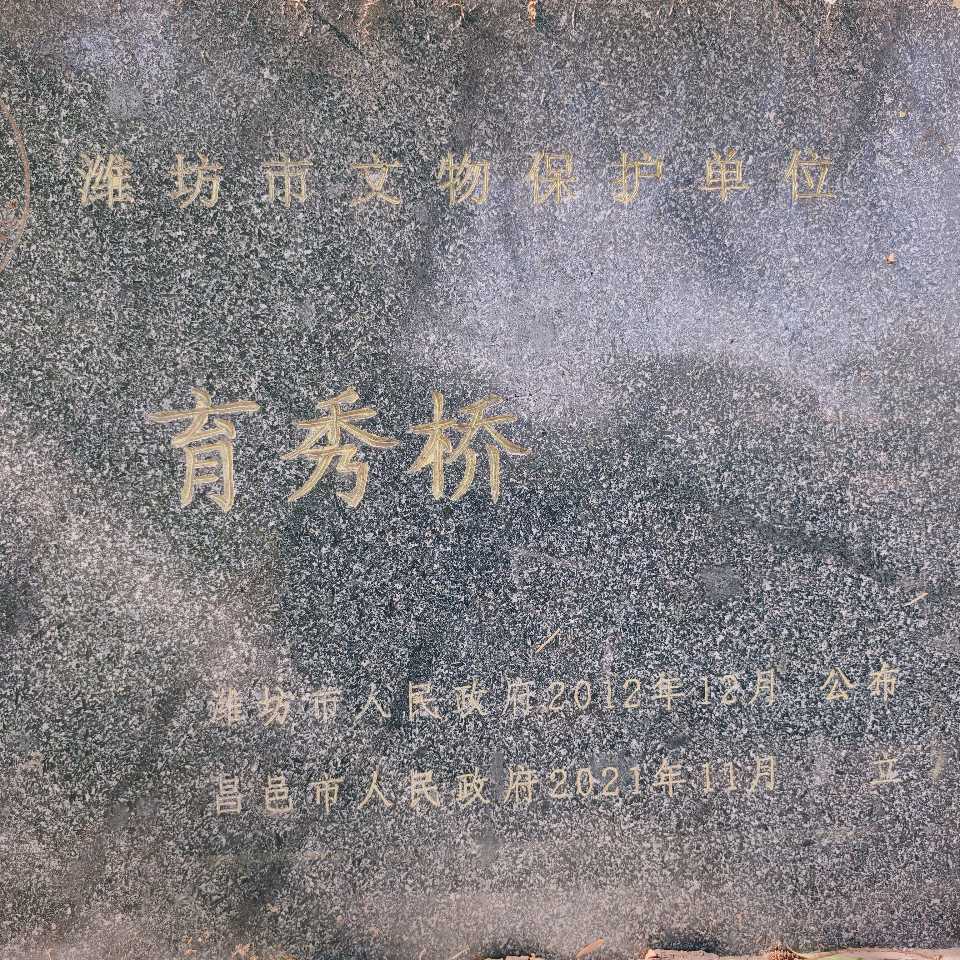 潍坊市文物保护单位
育秀桥
潍坊市人民政府2012年12月 公布
昌邑市人民政府2021年11月 立